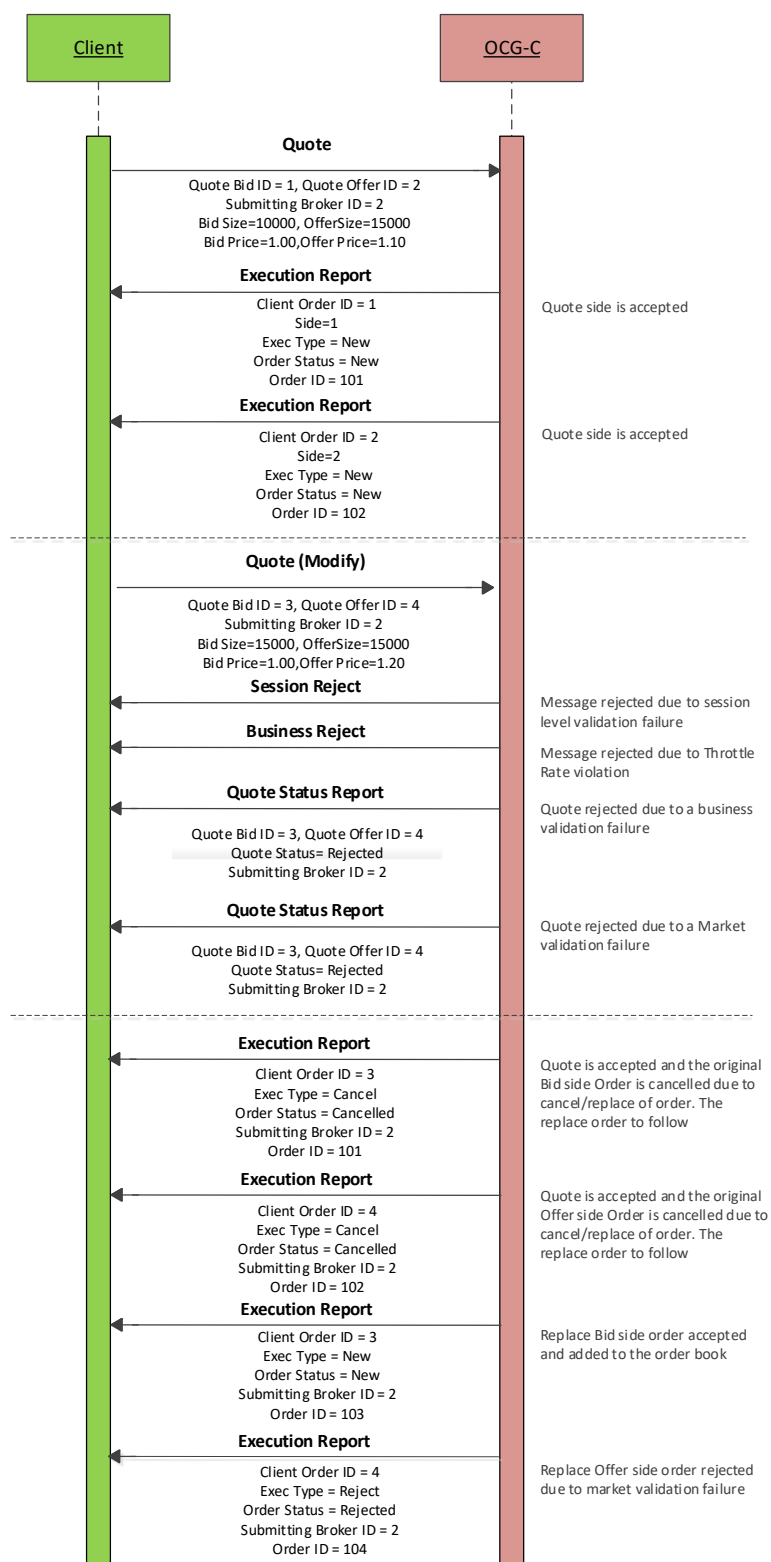 Client
OCG-C
Quote
Quote Bid ID = 1, Quote Offer ID = 2
Submitting Broker ID = 2
Bid Size=10000, OfferSize=15000
Bid Price=1.00,Offer Price=1.10
Execution Report
Client Order ID = 1
Side=1
Exec Type = New
Order Status = New
Order ID = 101
Quote side is accepted
Execution Report
Client Order ID = 2
Side=2
Exec Type = New
Order Status = New
Order ID = 102
Quote side is accepted
Quote (Modify)
Quote Bid ID = 3, Quote Offer ID = 4
Submitting Broker ID = 2
Bid Size=15000, OfferSize=15000
Bid Price=1.00,Offer Price=1.20
Session Reject
Message rejected due to session
level validation failure
Business Reject
Message rejected due to Throttle
Rate violation
Quote Status Report
Quote Bid ID = 3, Quote Offer ID = 4
Quote Status= Rejected
Submitting Broker ID = 2
Quote rejected due to a business
validation failure
Quote Status Report
Quote Bid ID = 3, Quote Offer ID = 4
Quote Status= Rejected
Submitting Broker ID = 2
Quote rejected due to a Market
validation failure
Execution Report
Client Order ID = 3
Exec Type = Cancel
Order Status = Cancelled
Submitting Broker ID = 2
Order ID = 101
Quote is accepted and the original
Bid side Order is cancelled due to
cancel/replace of order. The
replace order to follow
Execution Report
Client Order ID = 4
Exec Type = Cancel
Order Status = Cancelled
Submitting Broker ID = 2
Order ID = 102
Quote is accepted and the original
Offer side Order is cancelled due to
cancel/replace of order. The
replace order to follow
Execution Report
Client Order ID = 3
Exec Type = New
Order Status = New
Submitting Broker ID = 2
Order ID = 103
Replace Bid side order accepted
and added to the order book
Execution Report
Client Order ID = 4
Exec Type = Reject
Order Status = Rejected
Submitting Broker ID = 2
Order ID = 104
Replace Offer side order rejected
due to market validation failure